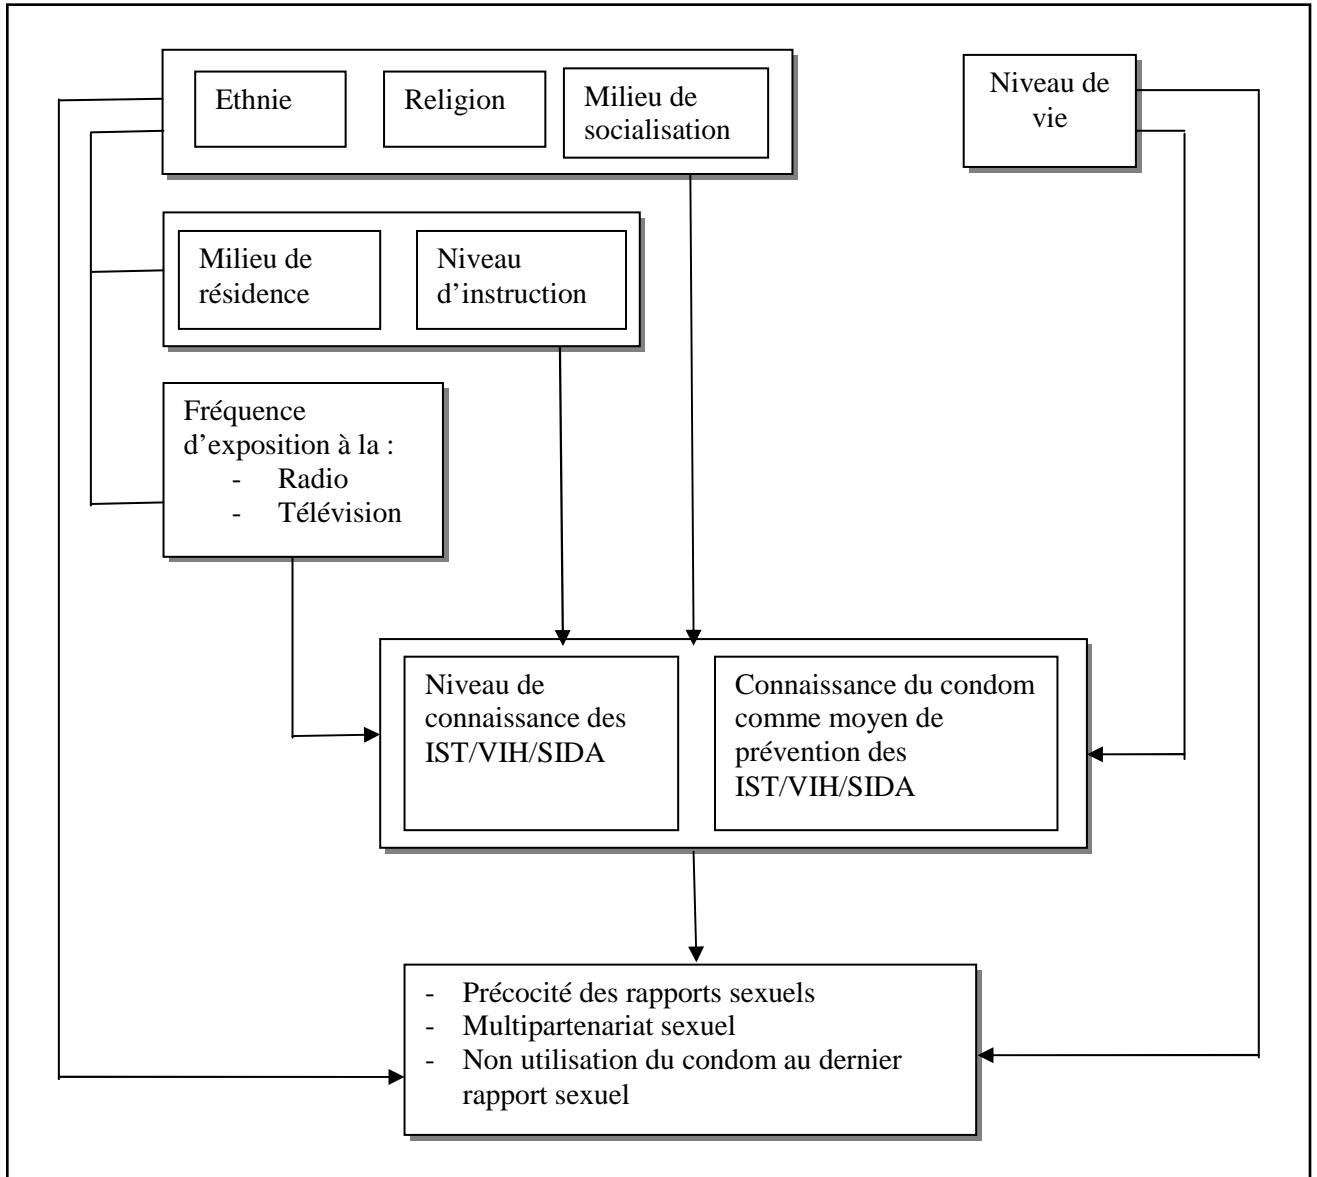 Ethnie
Religion
Milieu de
socialisation
Niveau de
vie
Milieu de
résidence
Niveau
d’instruction
Fréquence
d’exposition à la :
- Radio
- Télévision
Niveau de
connaissance des
IST/VIH/SIDA
Connaissance du condom
comme moyen de
prévention des
IST/VIH/SIDA
- Précocité des rapports sexuels
- Multipartenariat sexuel
- Non utilisation du condom au dernier
rapport sexuel